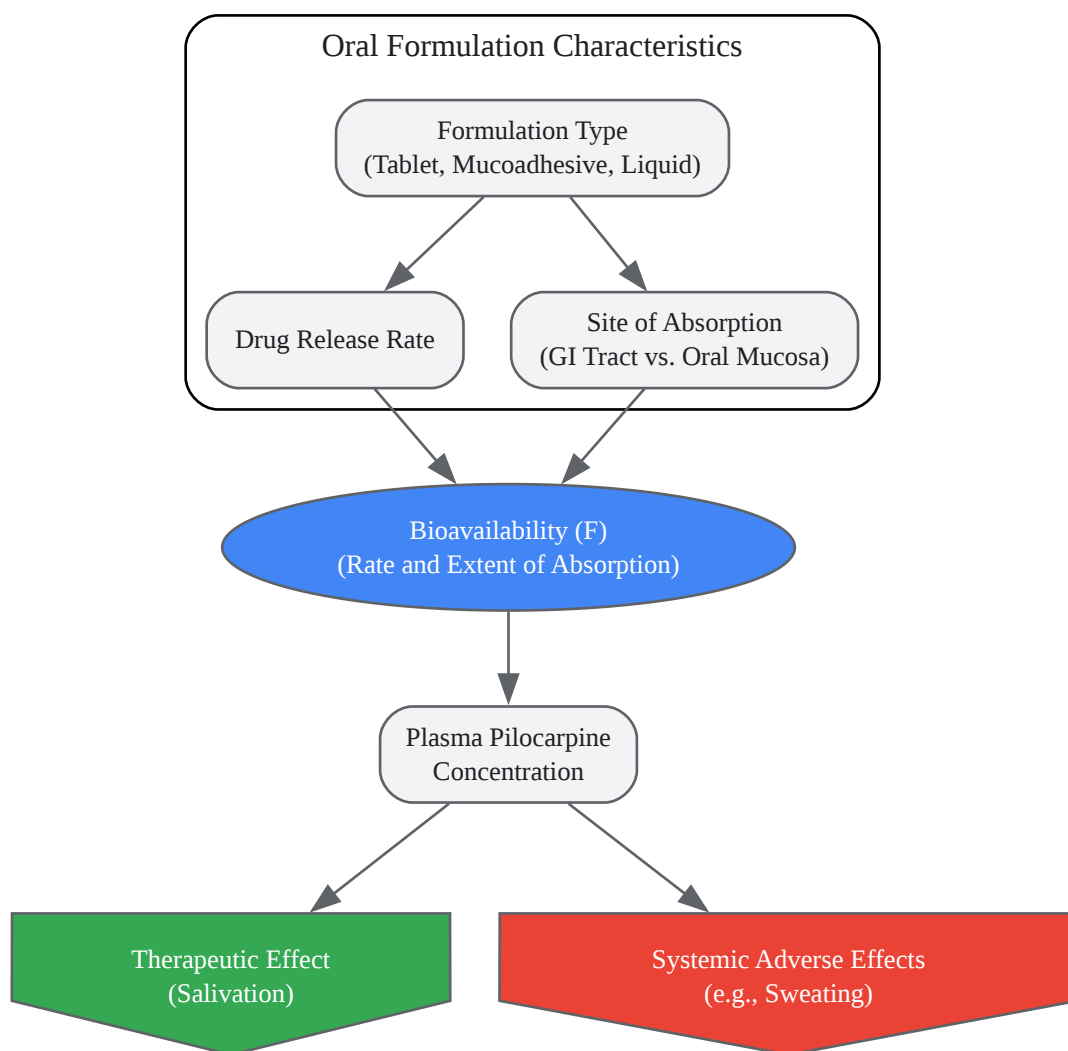 Oral Formulation Characteristics
Formulation Type
(Tablet, Mucoadhesive, Liquid)
Drug Release Rate
Site of Absorption
(GI Tract vs. Oral Mucosa)
Bioavailability (F)
(Rate and Extent of Absorption)
Plasma Pilocarpine
Concentration
Therapeutic Effect
(Salivation)
Systemic Adverse Effects
(e.g., Sweating)